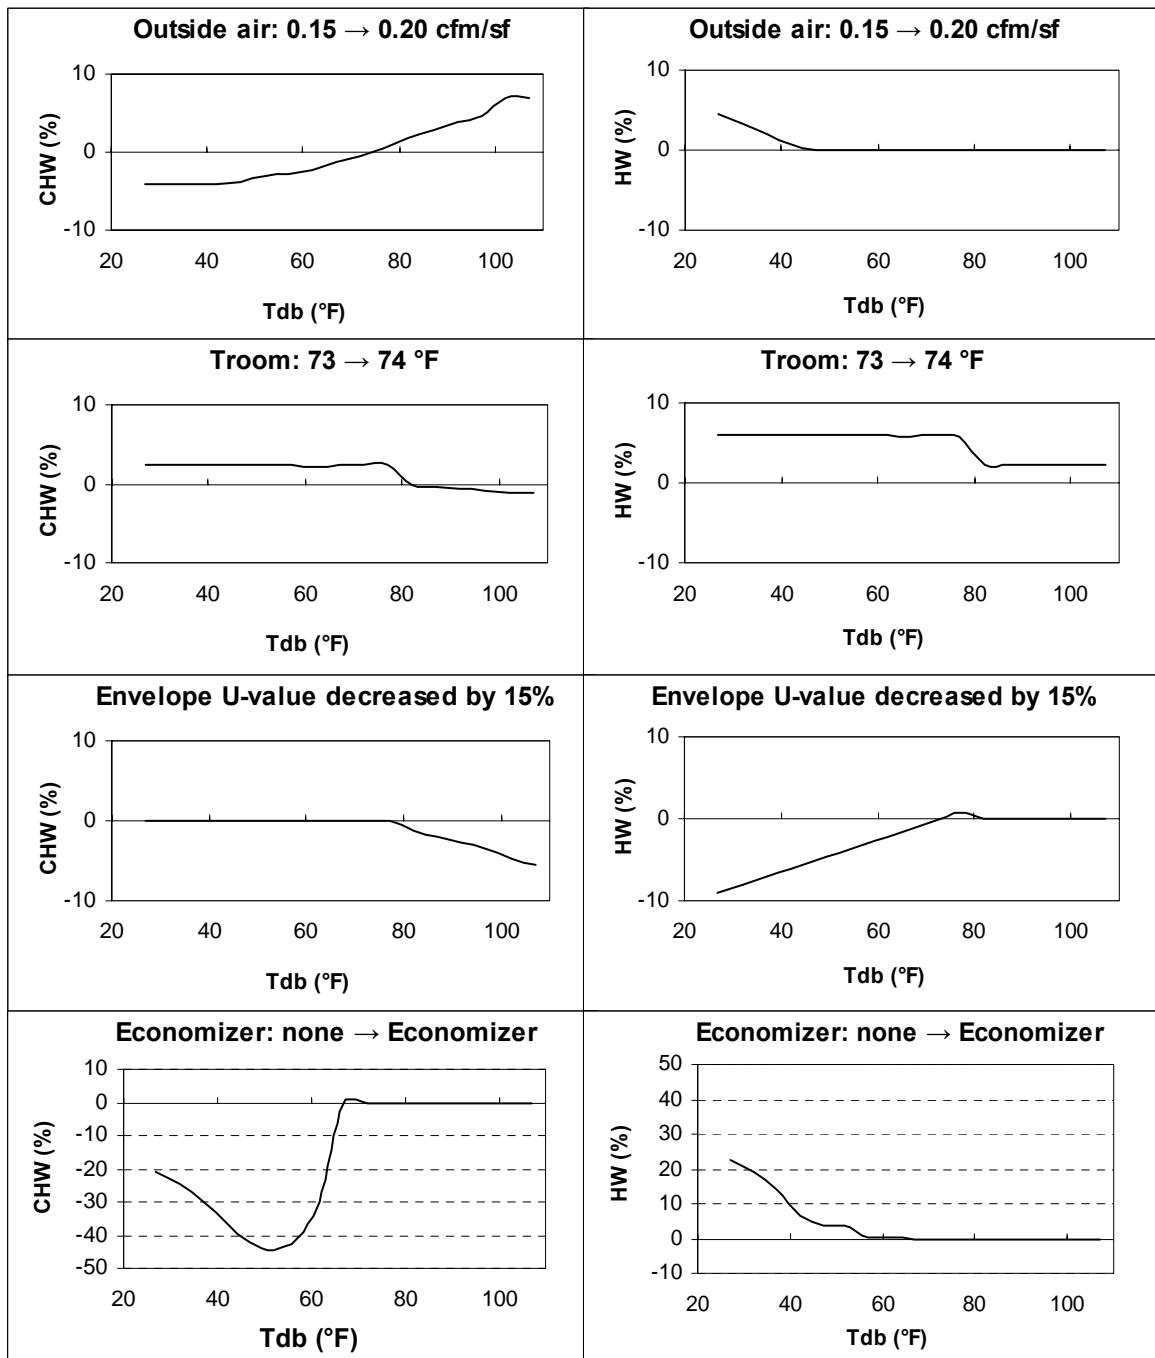 Outside air: 0.15 → 0.20 cfm/sf
10
0
-10
CHW (%)
20 40 60 80 100
Tdb (°F)
Outside air: 0.15 → 0.20 cfm/sf
10
0
-10
HW (%)
20 40 60 80 100
Tdb (°F)
Troom: 73 → 74 °F
10
0
-10
CHW (%)
20 40 60 80 100
Tdb (°F)
Troom: 73 → 74 °F
10
0
-10
HW (%)
20 40 60 80 100
Tdb (°F)
Envelope U-value decreased by 15%
10
0
-10
CHW (%)
20 40 60 80 100
Tdb (°F)
Envelope U-value decreased by 15%
10
0
-10
HW (%)
20 40 60 80 100
Tdb (°F)
Economizer: none → Economizer
10
0
-10
-20
-30
-40
-50
CHW (%)
20 40 60 80 100
Tdb (°F)
Economizer: none → Economizer
50
40
30
20
10
0
-10
HW (%)
20 40 60 80 100
Tdb (°F)